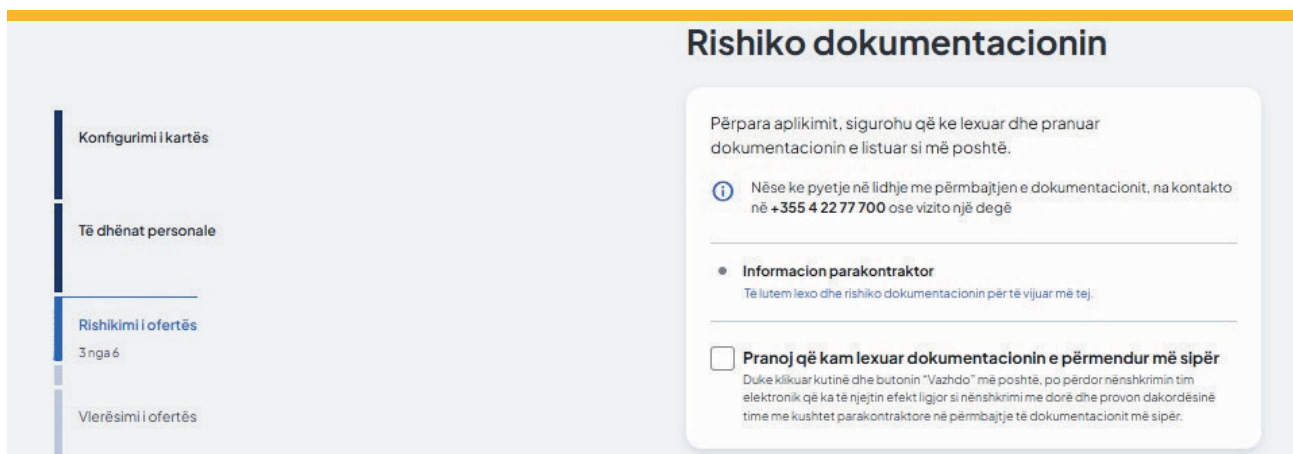 Rishiko dokumentacionin
Konfigurimi i kartës
Të dhënat personale
Rishikimi i ofertës
3 nga 6
Vlerësimi i ofertës
Përpara aplikimit, sigurohu që ke lexuar dhe pranuar
dokumentacionin e listuar si më poshtë.
Nëse ke pyetje në lidhje me përmbajtjen e dokumentacionit, na kontakto
në +355 4 22 77 700 ose vizito një degë
Informacion parakontraktor
Të lutem lexo dhe rishiko dokumentacionin për të vijuar më tej.
Pranoj që kam lexuar dokumentacionin e përmendur më sipër
Duke klikuar kutinë dhe butonin "Vazhdo" më poshtë, po përdor nënshkrimin tim
elektronik që ka të njejtin efekt ligjor si nënshkrimi me dorë dhe provon dakordësinë
time me kushtet parakontraktore në përmbajtje të dokumentacionit më sipër.